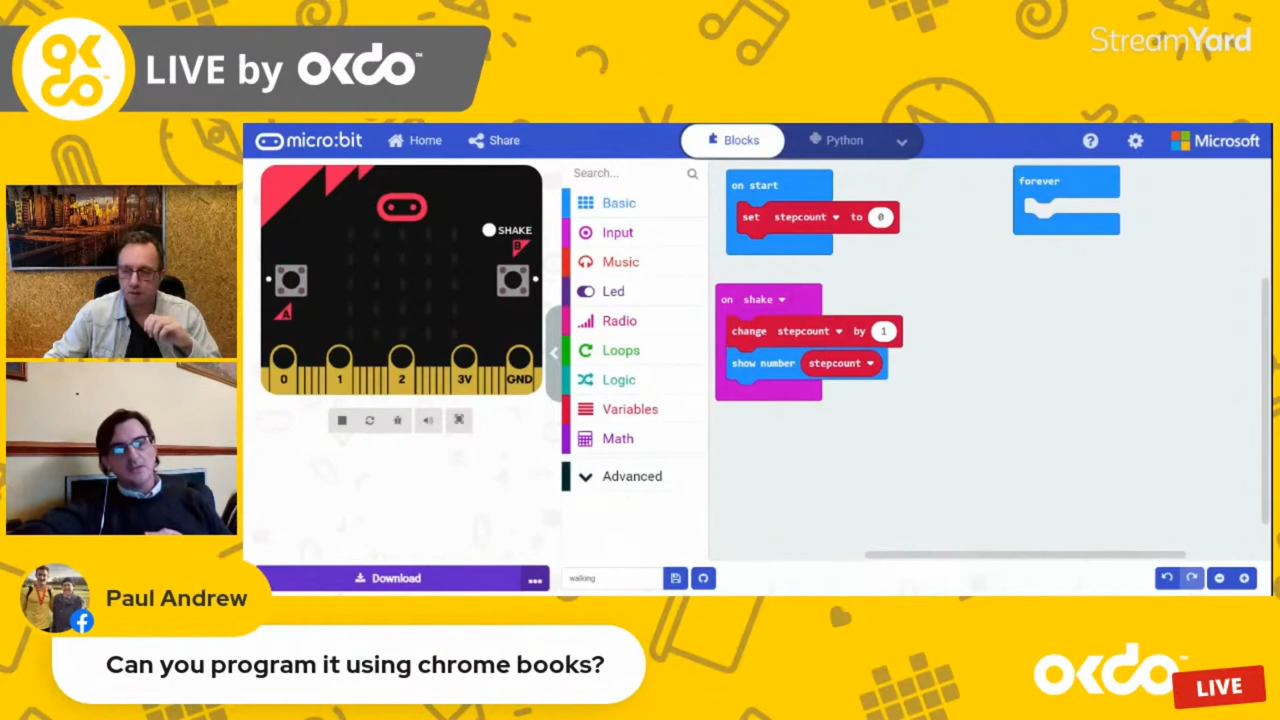 StreamYard
LIVE by OKdo™
micro:bit
Home
Share
Blocks
Python
?
Microsoft
SHAKE
B
A
0 1 2 3V GND
Download
...
Search...
Basic
Input
Music
Led
Radio
Loops
Logic
Variables
Math
Advanced
on start
set stepcount to 0
forever
on shake
change stepcount by 1
show number stepcount
walking
Paul Andrew
Can you program it using chrome books?
OKdo™
LIVE